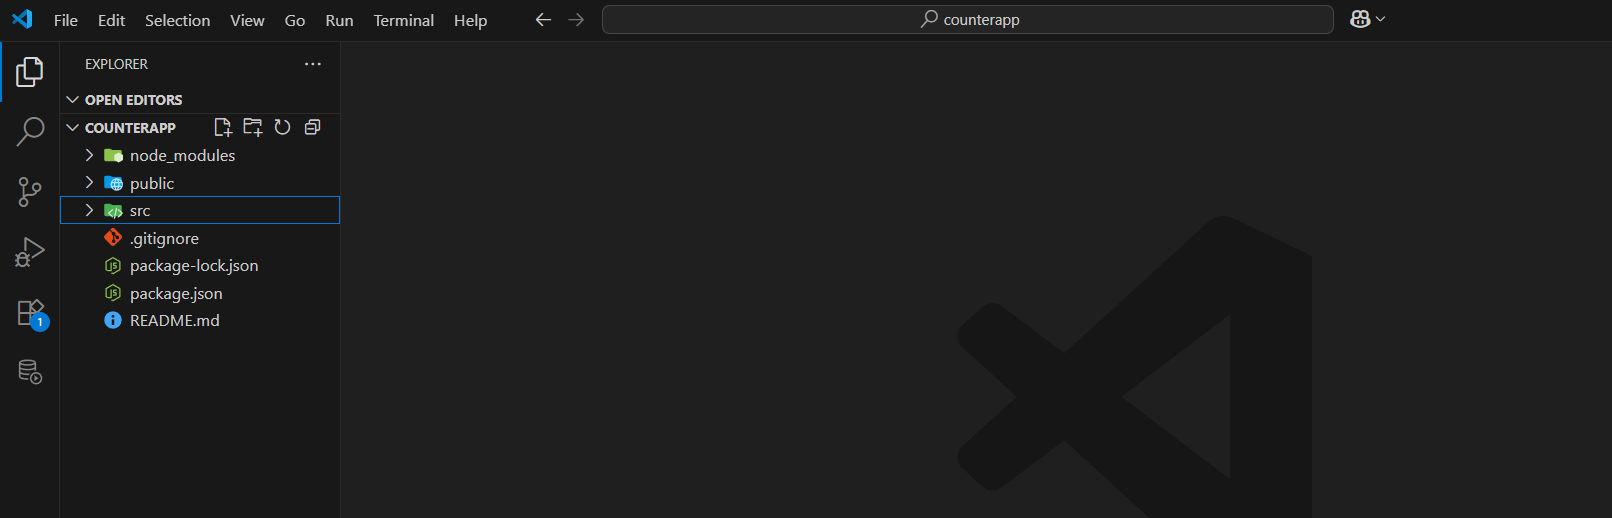 File Edit Selection View Go Run Terminal Help counterapp
EXPLORER
OPEN EDITORS
COUNTERAPP
node_modules
public
src
.gitignore
package-lock.json
package.json
README.md
1